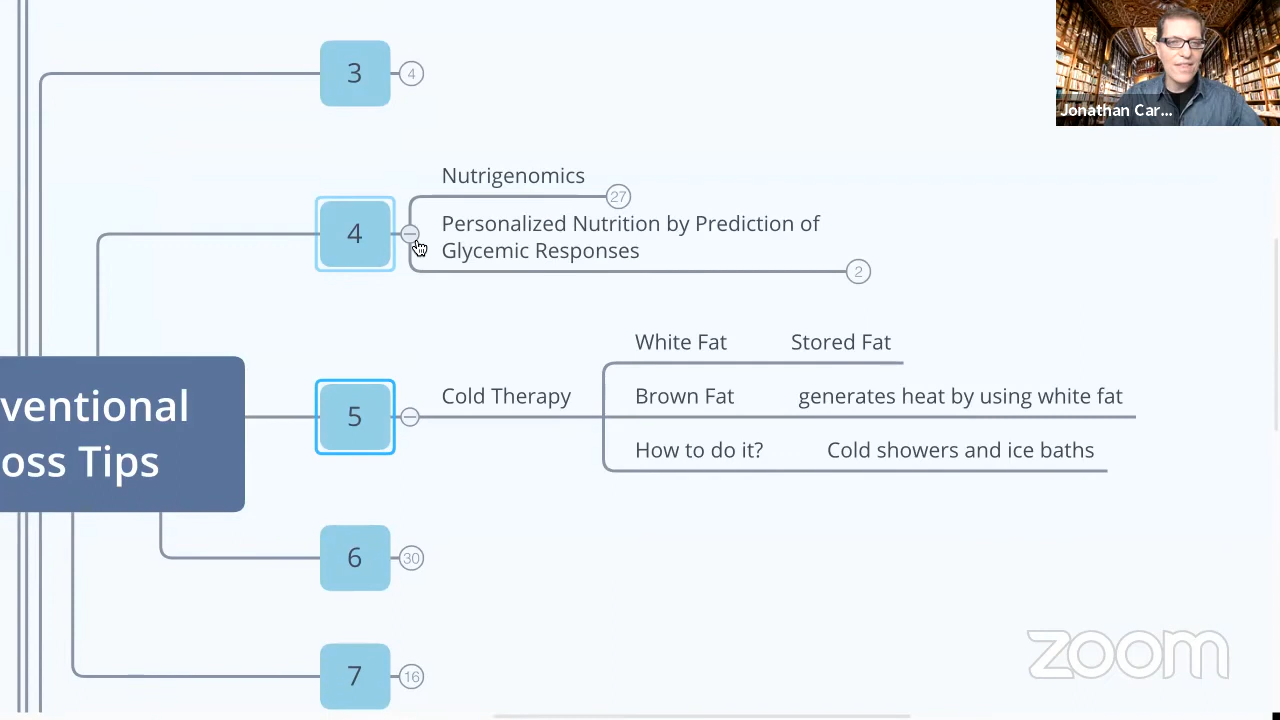 Jonathan Car...
3
4
Nutrigenomics
27
4
Personalized Nutrition by Prediction of
Glycemic Responses
2
White Fat
Stored Fat
ventional
oss Tips
5
Cold Therapy
Brown Fat
generates heat by using white fat
How to do it?
Cold showers and ice baths
6
30
7
16
zoom